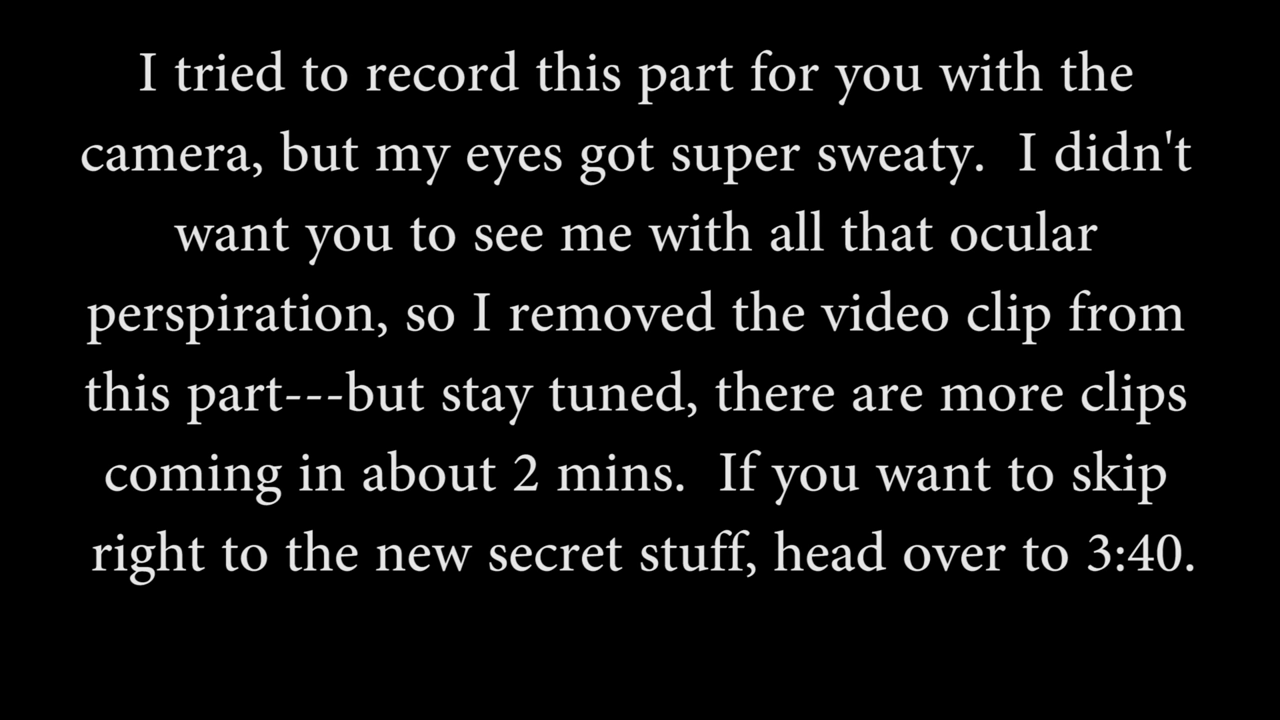 I tried to record this part for you with the
camera, but my eyes got super sweaty.  I didn't
want you to see me with all that ocular
perspiration, so I removed the video clip from
this part---but stay tuned, there are more clips
coming in about 2 mins.  If you want to skip
right to the new secret stuff, head over to 3:40.